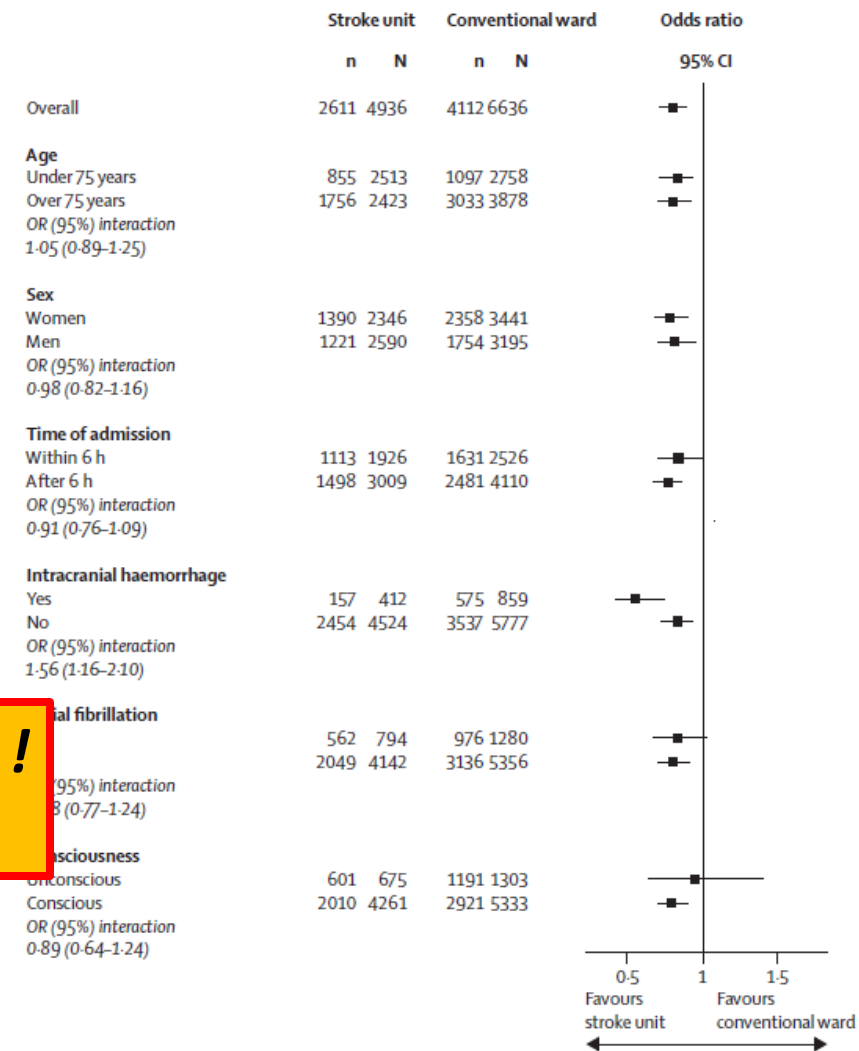 Stroke unit Conventional ward Odds ratio
n N n N 95% CI
Overall 2611 4936 4112 6636
Age
Under 75 years 855 2513 1097 2758
Over 75 years 1756 2423 3033 3878
OR (95%) interaction
1·05 (0·89–1·25)
Sex
Women 1390 2346 2358 3441
Men 1221 2590 1754 3195
OR (95%) interaction
0·98 (0·82–1·16)
Time of admission
Within 6 h 1113 1926 1631 2526
After 6 h 1498 3009 2481 4110
OR (95%) interaction
0·91 (0·76–1·09)
Intracranial haemorrhage
Yes 157 412 575 859
No 2454 4524 3537 5777
OR (95%) interaction
1·56 (1·16–2·10)
fibrillation
562 794 976 1280
! 2049 4142 3136 5356
(95%) interaction
(0·77–1·24)
Unconscious 601 675 1191 1303
Conscious 2010 4261 2921 5333
OR (95%) interaction
0·89 (0·64–1·24)
0·5 1 1·5
Favours Favours
stroke unit conventional ward